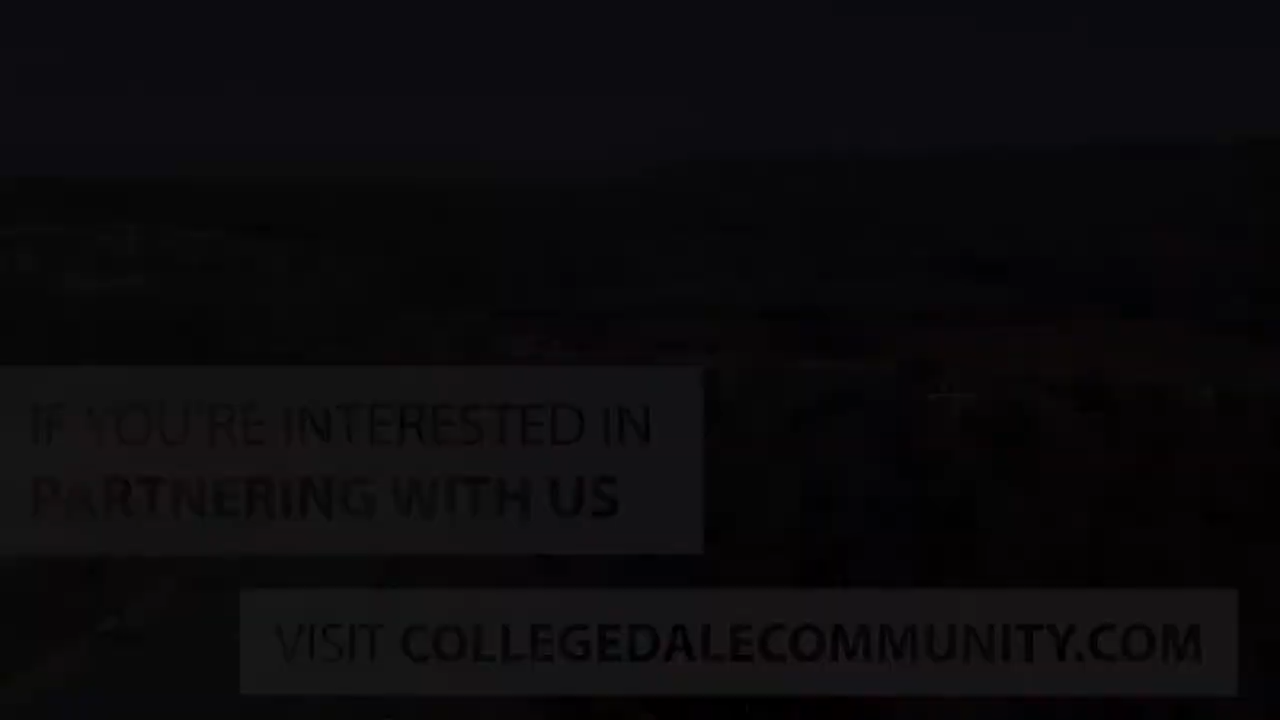 IF YOU'RE INTERESTED IN
PARTNERING WITH US
VISIT COLLEGEDALECOMMUNITY.COM